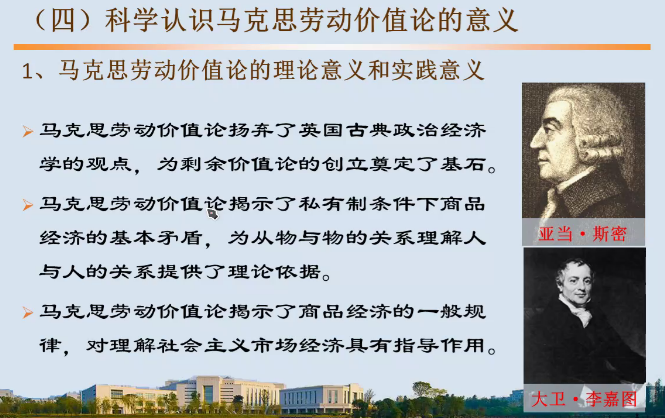 （四）科学认识马克思劳动价值论的意义
1、马克思劳动价值论的理论意义和实践意义
马克思劳动价值论扬弃了英国古典政治经济
学的观点，为剩余价值论的创立奠定了基石。
马克思劳动价值论揭示了私有制条件下商品
经济的基本矛盾，为从物与物的关系理解人
与人的关系提供了理论依据。
马克思劳动价值论揭示了商品经济的一般规
律，对理解社会主义市场经济具有指导作用。
亚当·斯密
大卫·李嘉图